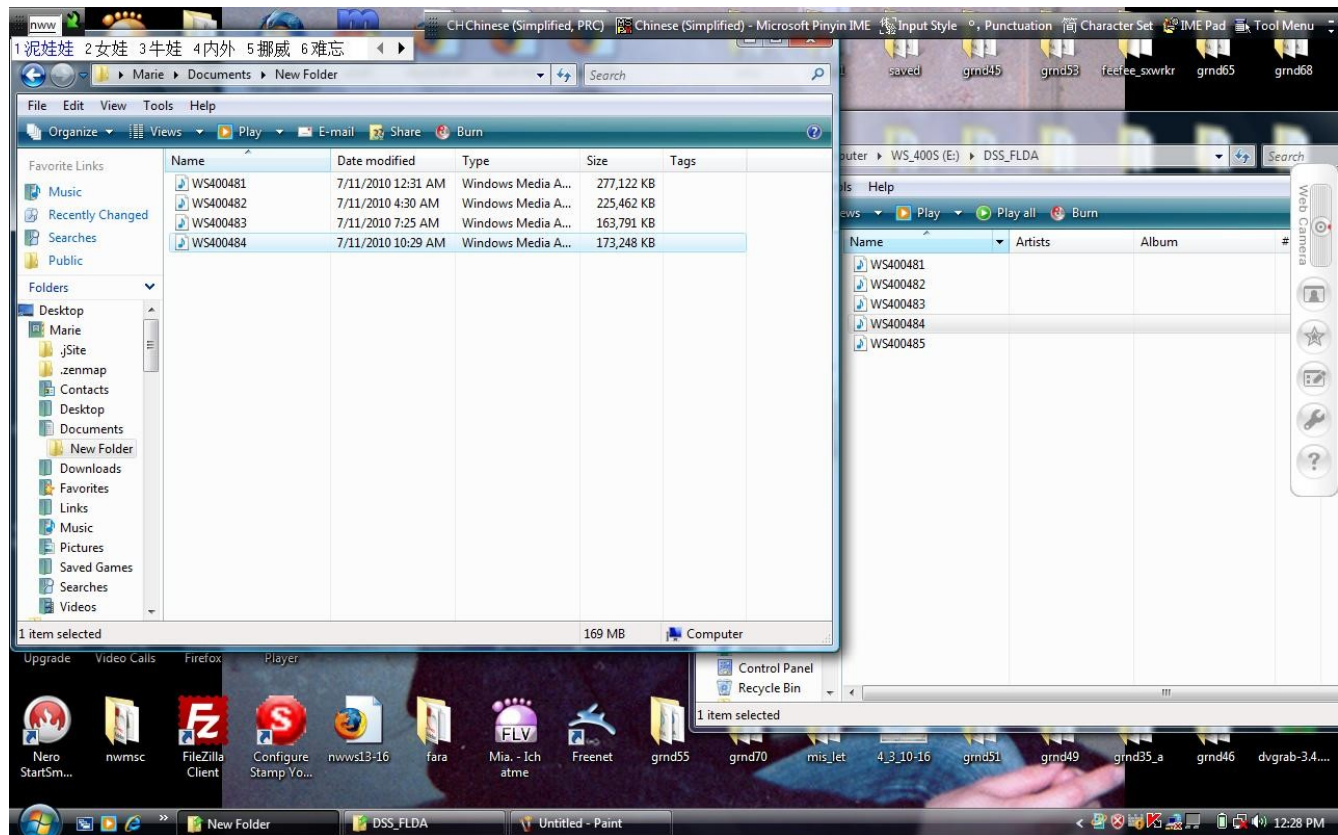 nww
CH Chinese (Simplified, PRC) Chinese (Simplified) - Microsoft Pinyin IME Input Style Punctuation Character Set IME Pad Tool Menu
1泥娃娃 2女娃 3牛娃 4内外 5挪威 6难忘
saved grnd45 grnd53 feefee_sxwrkr grnd65 grnd68
Marie Documents New Folder
Search
File Edit View Tools Help
Organize Views Play E-mail Share Burn
Favorite Links
Music
Recently Changed
Searches
Public
Folders
Desktop
Marie
.jSite
.zenmap
Contacts
Desktop
Documents
New Folder
Downloads
Favorites
Links
Music
Pictures
Saved Games
Searches
Videos
Name Date modified Type Size Tags
WS400481 7/11/2010 12:31 AM Windows Media A... 277,122 KB
WS400482 7/11/2010 4:30 AM Windows Media A... 225,462 KB
WS400483 7/11/2010 7:25 AM Windows Media A... 163,791 KB
WS400484 7/11/2010 10:29 AM Windows Media A... 173,248 KB
1 item selected 169 MB Computer
WS_400S (E:) DSS_FLDA
Search
Help
Play Play all Burn
Name Artists Album #
WS400481
WS400482
WS400483
WS400484
WS400485
Web Camera
Control Panel
Recycle Bin
1 item selected
Upgrade Video Calls Firefox Player
Nero StartSm...
nwmsc
FileZilla Client
Configure Stamp Yo...
nwws13-16
fara
FLV
Mia. - Ich atme
Freenet
grnd55
grnd70
mis_let
4_3_10-16
grnd51
grnd49
grnd35_a
grnd46
dvgrab-3.4....
New Folder DSS_FLDA Untitled - Paint 12:28 PM